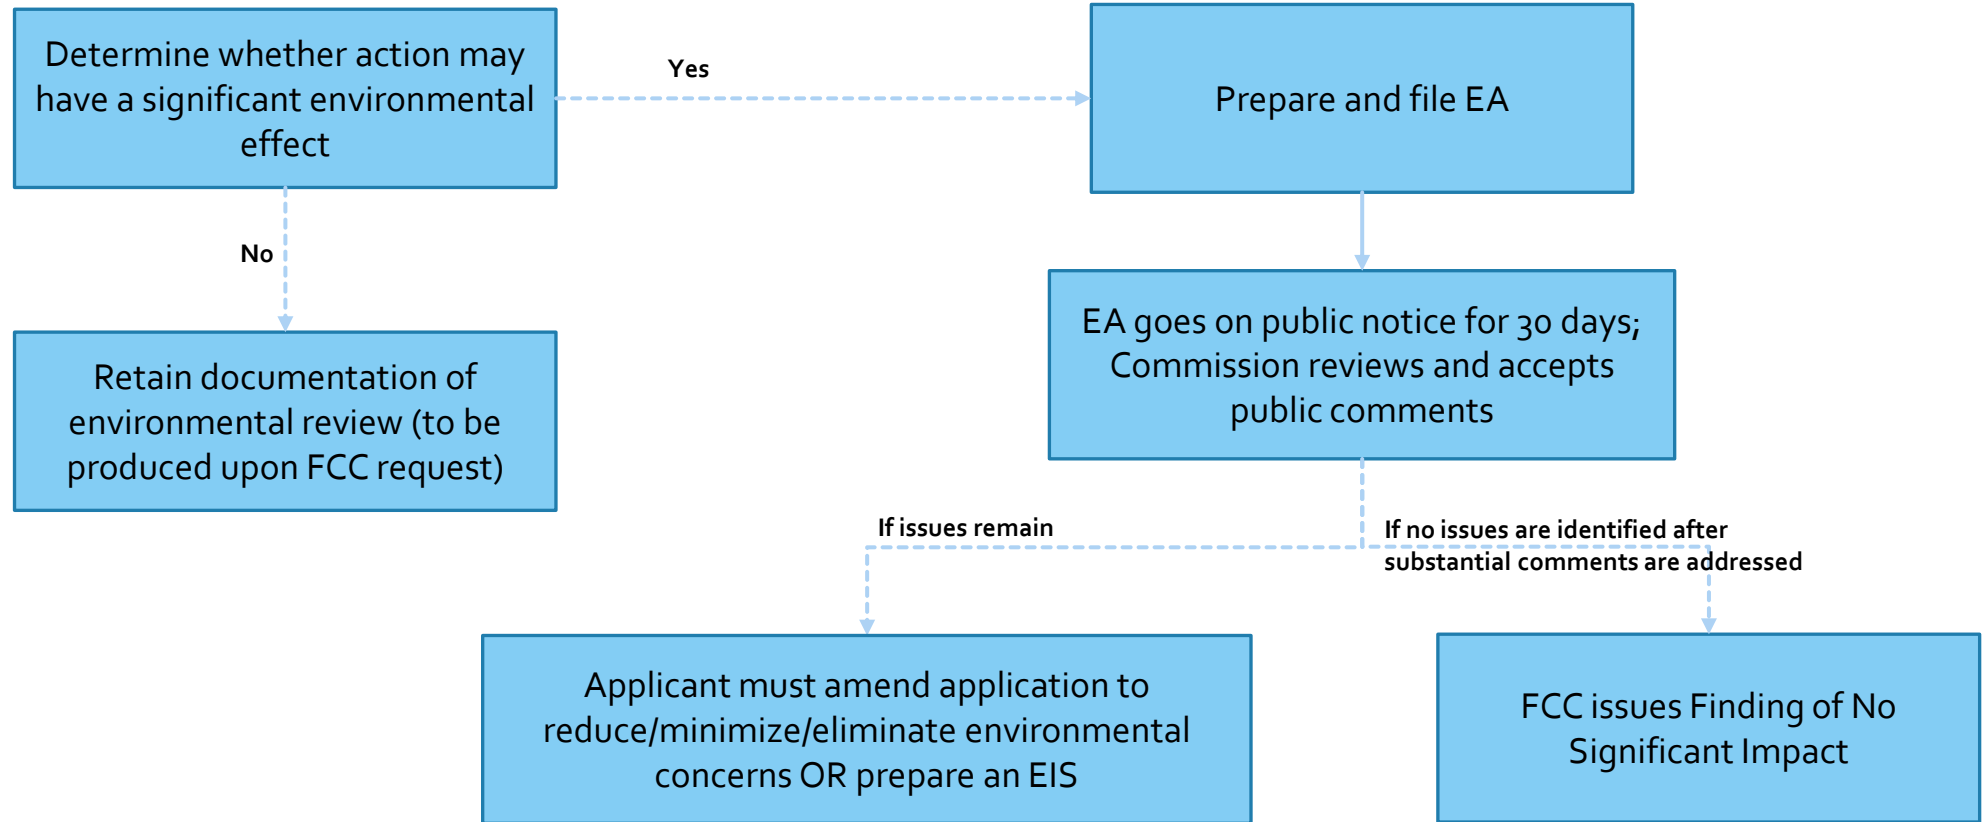 Determine whether action may
have a significant environmental
effect
Yes
Prepare and file EA
No
EA goes on public notice for 30 days;
Commission reviews and accepts
public comments
Retain documentation of
environmental review (to be
produced upon FCC request)
If issues remain
If no issues are identified after
substantial comments are addressed
Applicant must amend application to
reduce/minimize/eliminate environmental
concerns OR prepare an EIS
FCC issues Finding of No
Significant Impact